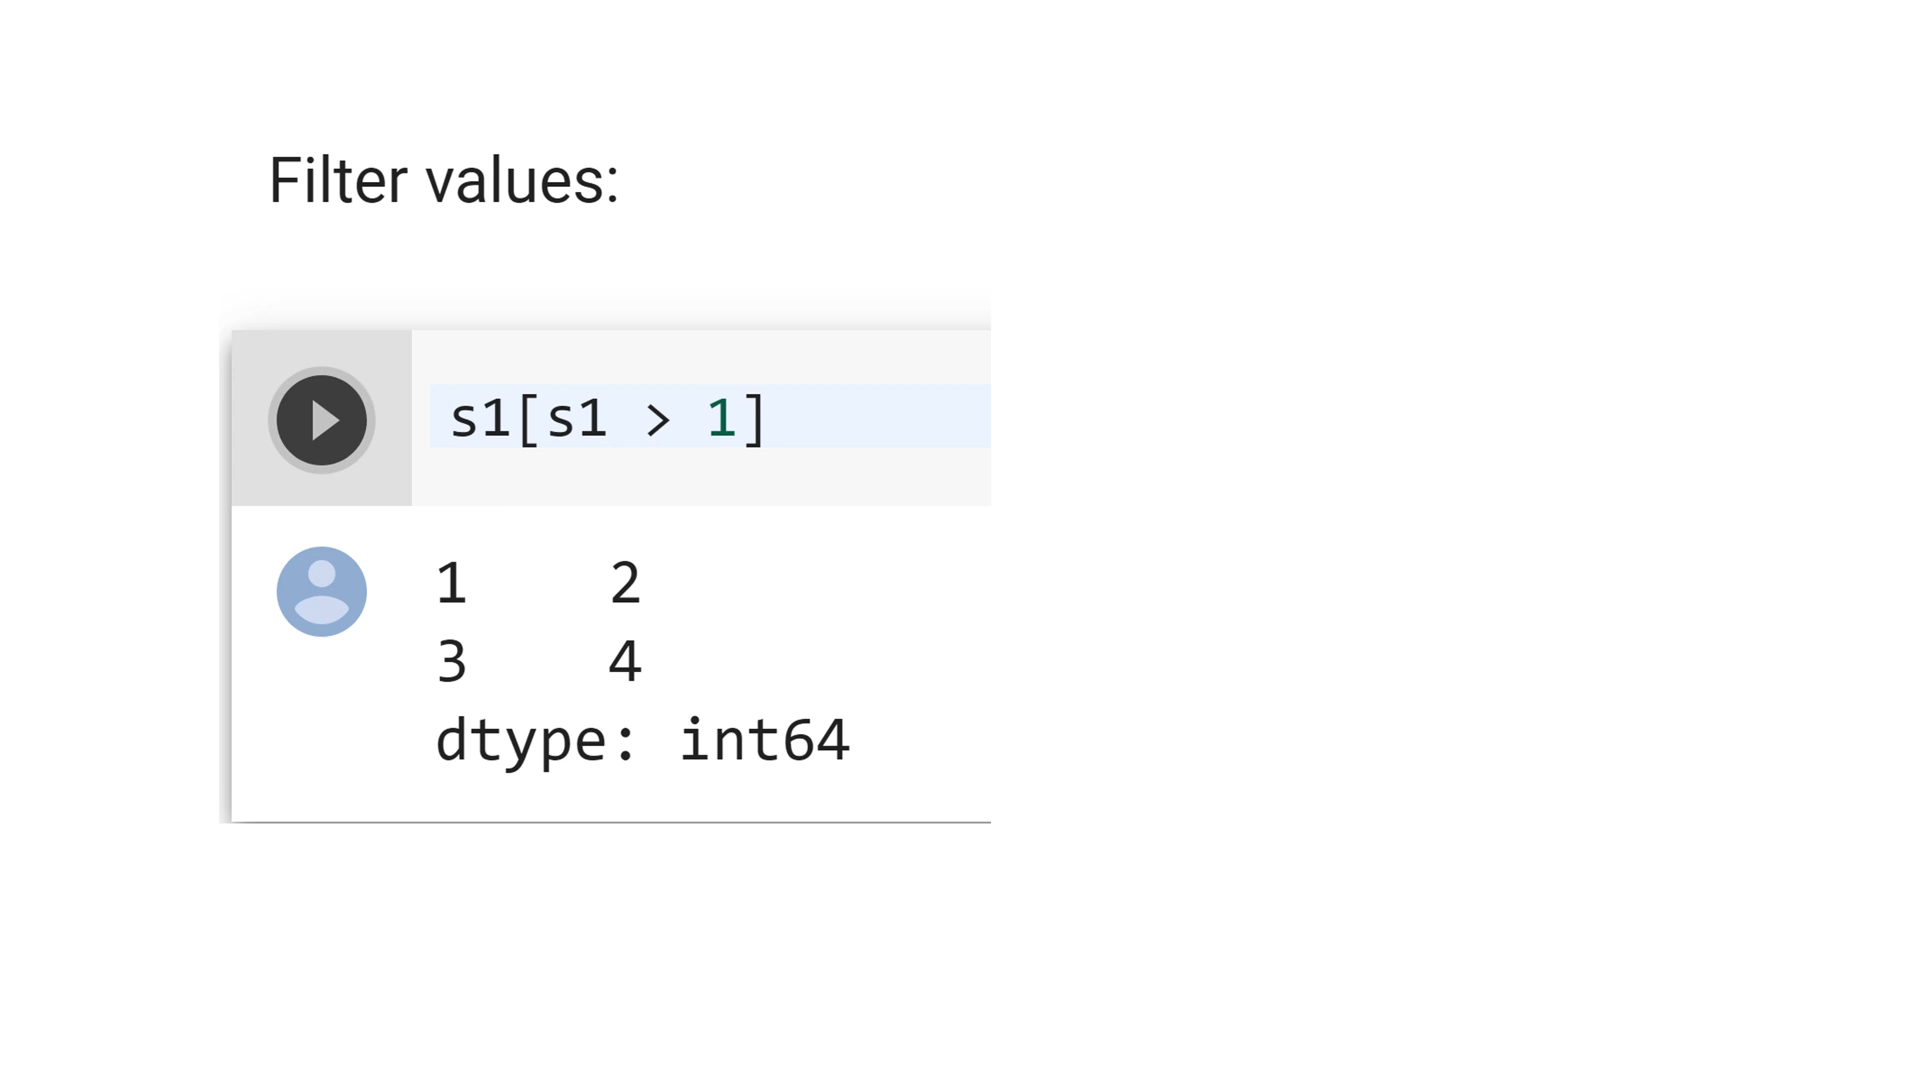 Filter values:
s1[s1 > 1]
1    2
3    4
dtype: int64